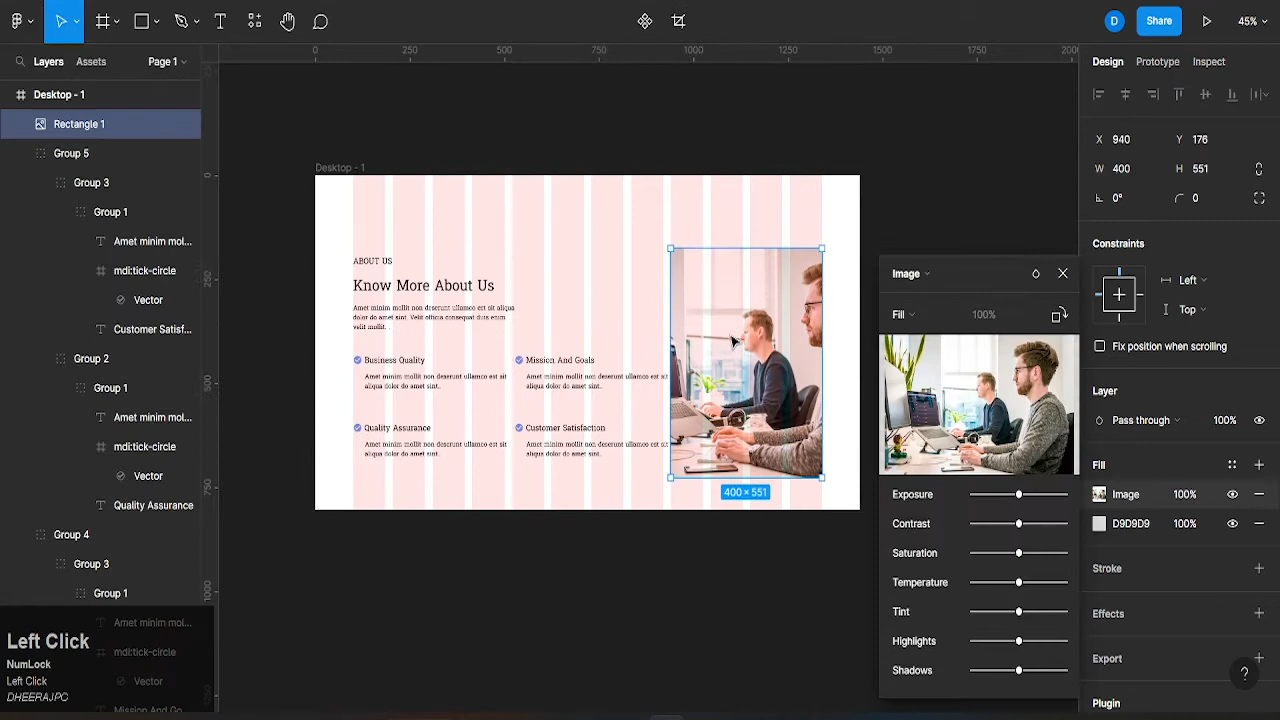 D
Share
45%
Layers
Assets
Page 1
0
250
500
750
1000
1250
1500
1750
2000
Design
Prototype
Inspect
Desktop - 1
Rectangle 1
Group 5
Group 3
Group 1
Amet minim mol...
mdi:tick-circle
Vector
Customer Satisf...
Group 2
Group 1
Amet minim mol...
mdi:tick-circle
Vector
Quality Assurance
Group 4
Group 3
Group 1
Amet minim mol...
mdi:tick-circle
Vector
Mission And Go...
Left Click
NumLock
Left Click
DHEERAJPC
0
250
500
750
1000
Desktop - 1
ABOUT US
Know More About Us
Amet minim mollit non deserunt ullamco est sit aliqua
dolor do amet sint. Velit officia consequat duis enim
velit mollit. .
Business Quality
Amet minim mollit non deserunt ullamco est sit
aliqua dolor do amet sint..
Mission And Goals
Amet minim mollit non deserunt ullamco est sit
aliqua dolor do amet sint..
Quality Assurance
Amet minim mollit non deserunt ullamco est sit
aliqua dolor do amet sint..
Customer Satisfaction
Amet minim mollit non deserunt ullamco est sit
aliqua dolor do amet sint..
400 × 551
Image
Fill
100%
Exposure
Contrast
Saturation
Temperature
Tint
Highlights
Shadows
X 940
Y 176
W 400
H 551
0°
0
Constraints
Left
Top
Fix position when scrolling
Layer
Pass through
100%
Fill
Image
100%
D9D9D9
100%
Stroke
Effects
Export
Plugin
?